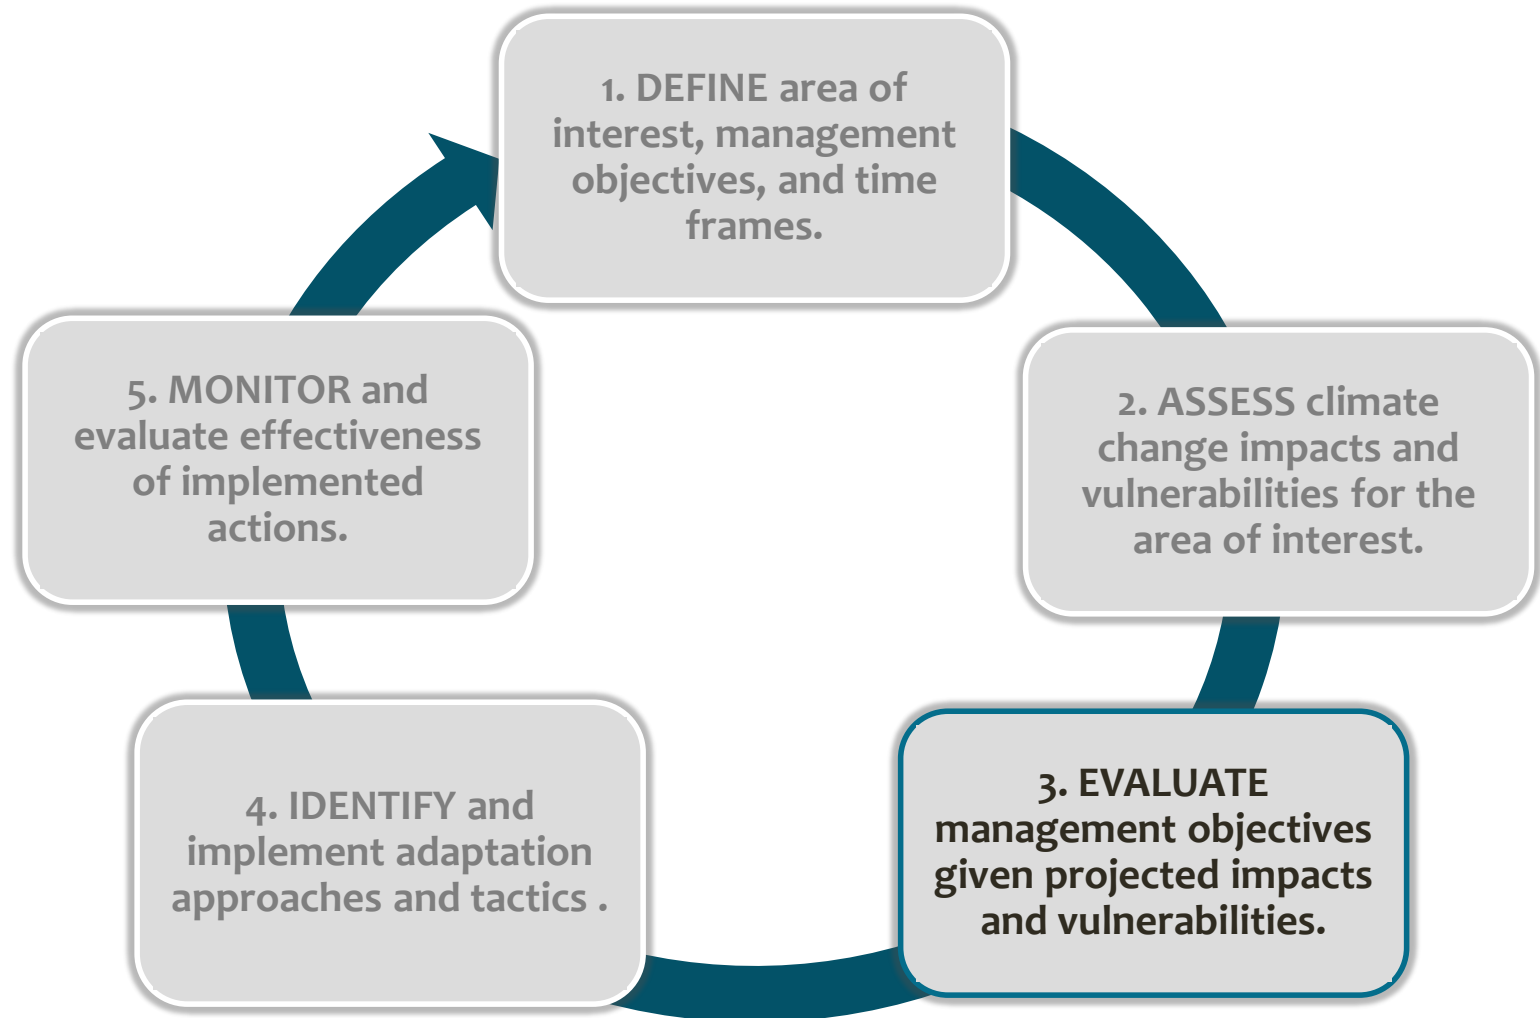 1. DEFINE area of
interest, management
objectives, and time
frames.
2. ASSESS climate
change impacts and
vulnerabilities for the
area of interest.
3. EVALUATE
management objectives
given projected impacts
and vulnerabilities.
4. IDENTIFY and
implement adaptation
approaches and tactics .
5. MONITOR and
evaluate effectiveness
of implemented
actions.